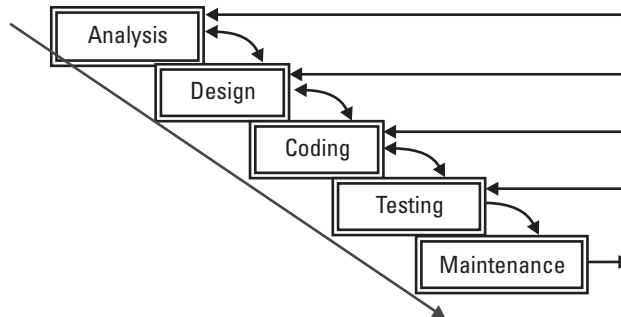 Analysis
Design
Coding
Testing
Maintenance